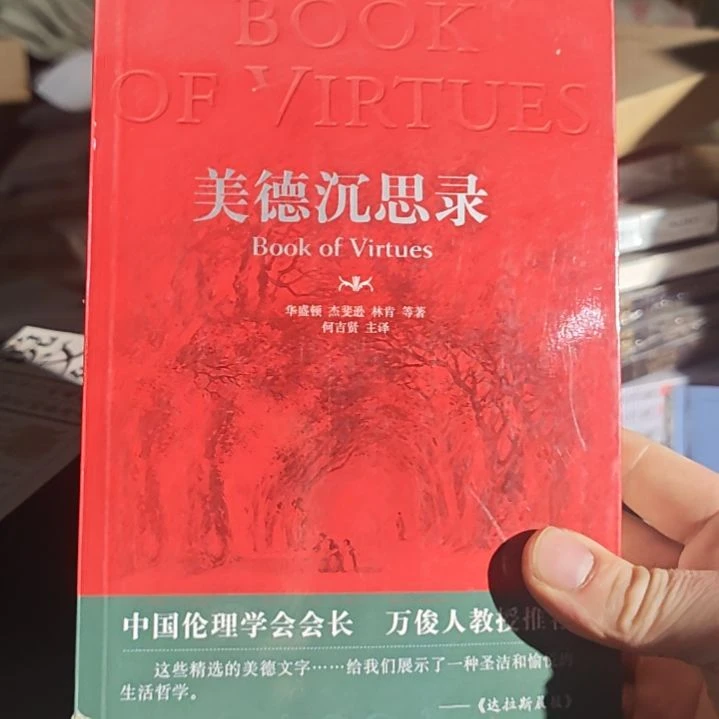 BOOK
OF VIRTUES
美德沉思录
Book of Virtues
华盛顿 杰斐逊 林肯 等著
何吉贤 主译
中国伦理学会会长 万俊人教授推
这些精选的美德文字……给我们展示了一种圣洁和愉悦的
生活哲学。
——《达拉斯晨报》